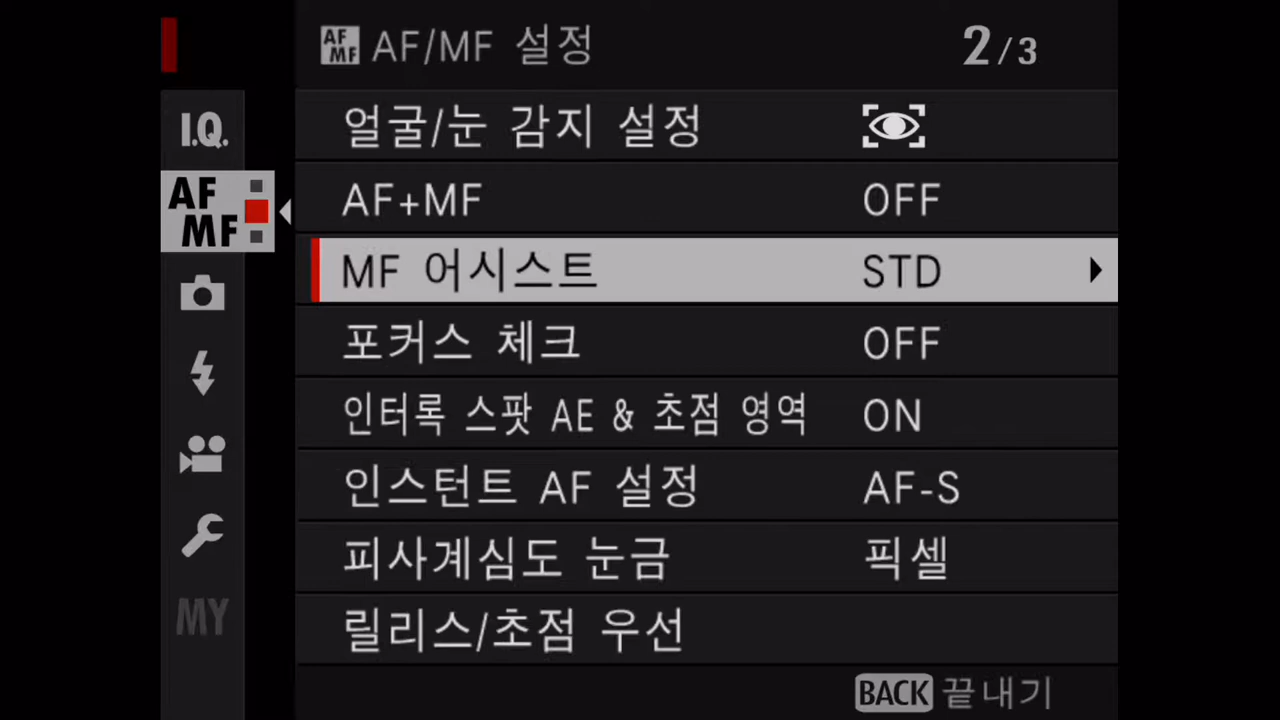 AF MF AF/MF 설정 2/3
I.Q.
AF MF
MY
얼굴/눈 감지 설정
AF+MF OFF
MF 어시스트 STD
포커스 체크 OFF
인터록 스팟 AE & 초점 영역 ON
인스턴트 AF 설정 AF-S
피사계심도 눈금 픽셀
릴리스/초점 우선
BACK 끝내기